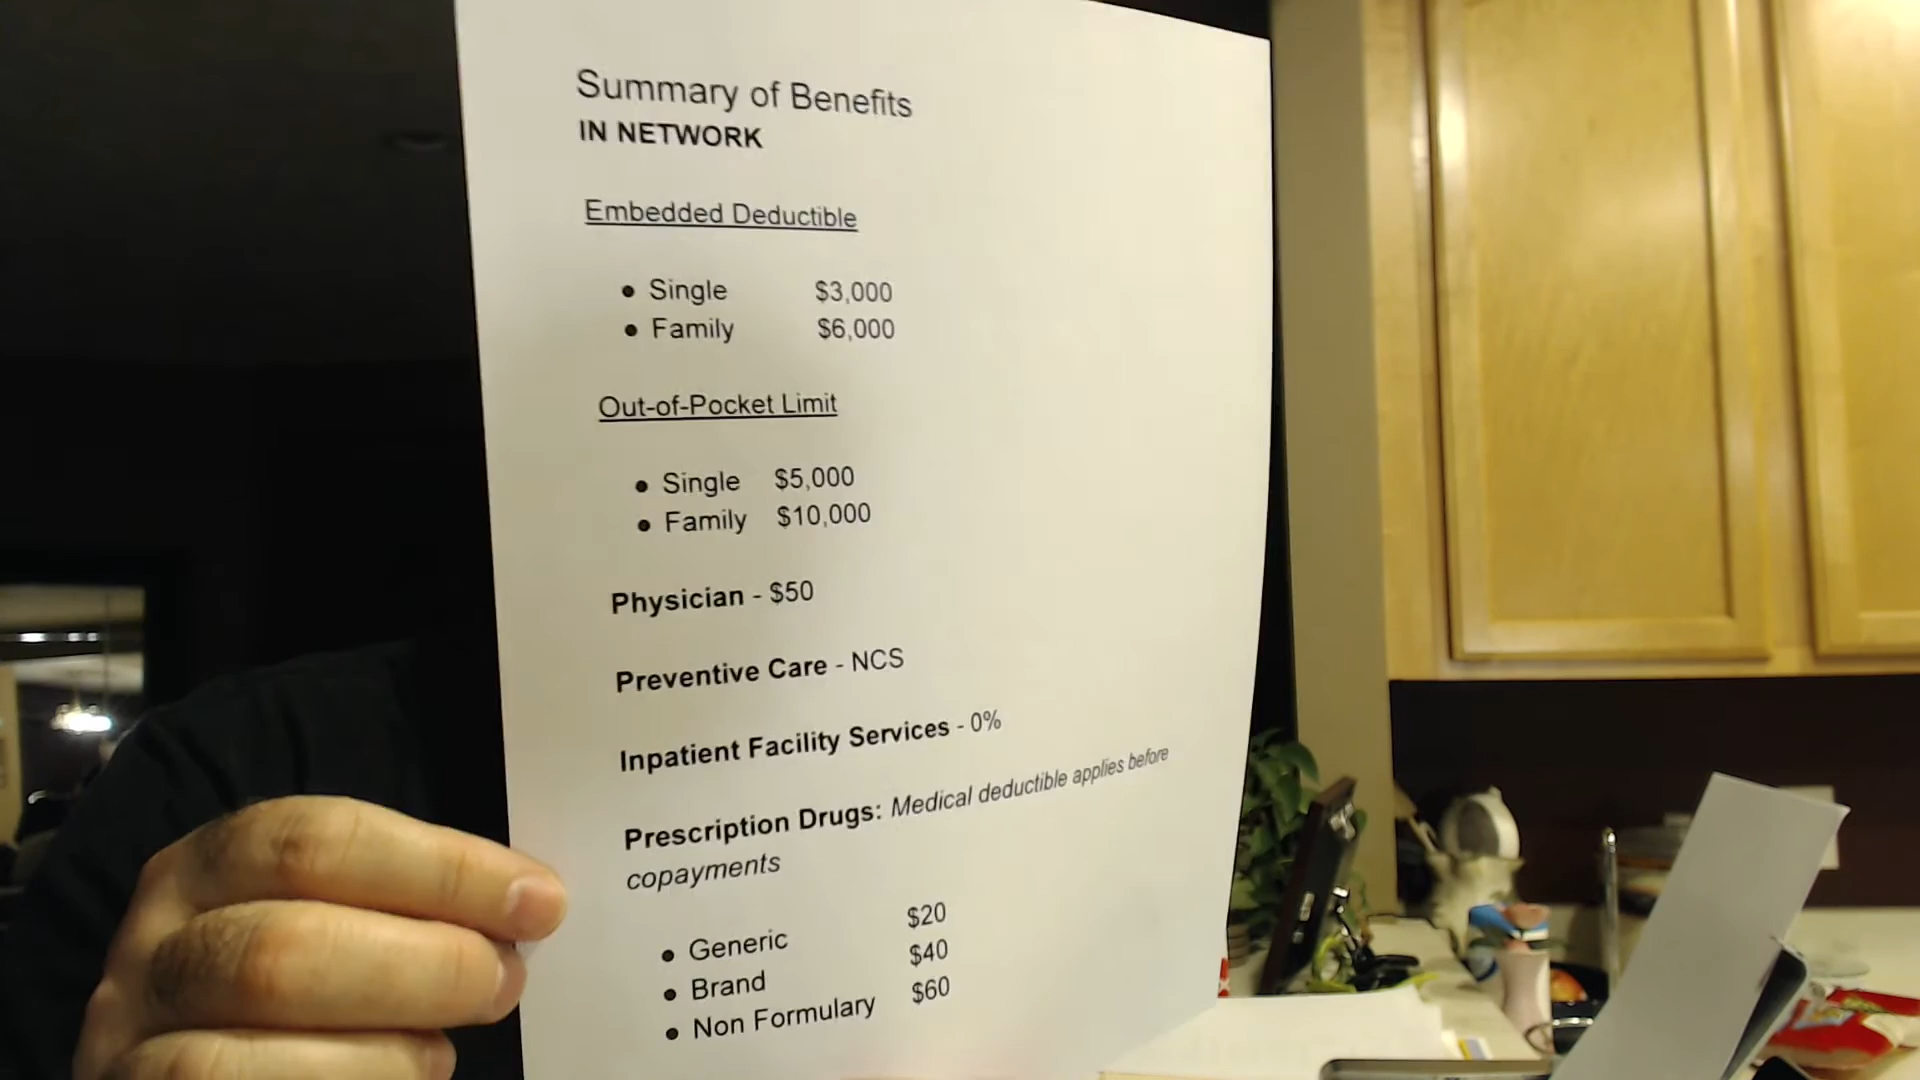 Summary of Benefits
IN NETWORK
Embedded Deductible
• Single $3,000
• Family $6,000
Out-of-Pocket Limit
• Single $5,000
• Family $10,000
Physician - $50
Preventive Care - NCS
Inpatient Facility Services - 0%
Prescription Drugs: Medical deductible applies before
copayments
• Generic $20
• Brand $40
• Non Formulary $60